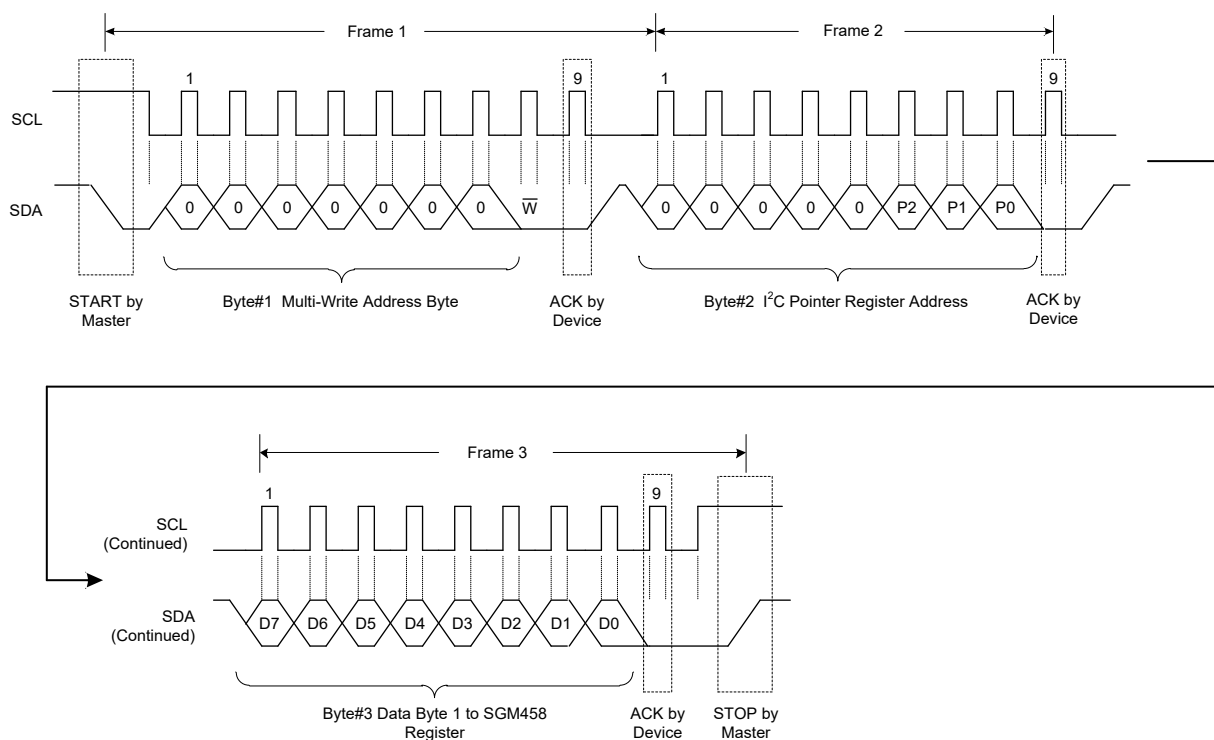 Frame 1 Frame 2
1 9 1 9
SCL
SDA 0 0 0 0 0 0 0 W̅ 0 0 0 0 0 P2 P1 P0
START by
Master
Byte#1 Multi-Write Address Byte
ACK by
Device
Byte#2 I²C Pointer Register Address
ACK by
Device
Frame 3
1 9
SCL
(Continued)
SDA
(Continued)
D7 D6 D5 D4 D3 D2 D1 D0
Byte#3 Data Byte 1 to SGM458
Register
ACK by
Device
STOP by
Master